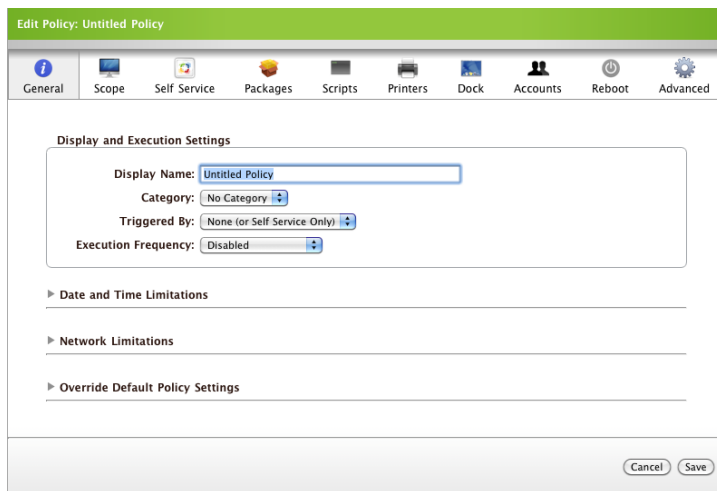 Edit Policy: Untitled Policy
General Scope Self Service Packages Scripts Printers Dock Accounts Reboot Advanced
Display and Execution Settings
Display Name: Untitled Policy
Category: No Category
Triggered By: None (or Self Service Only)
Execution Frequency: Disabled
Date and Time Limitations
Network Limitations
Override Default Policy Settings
Cancel Save